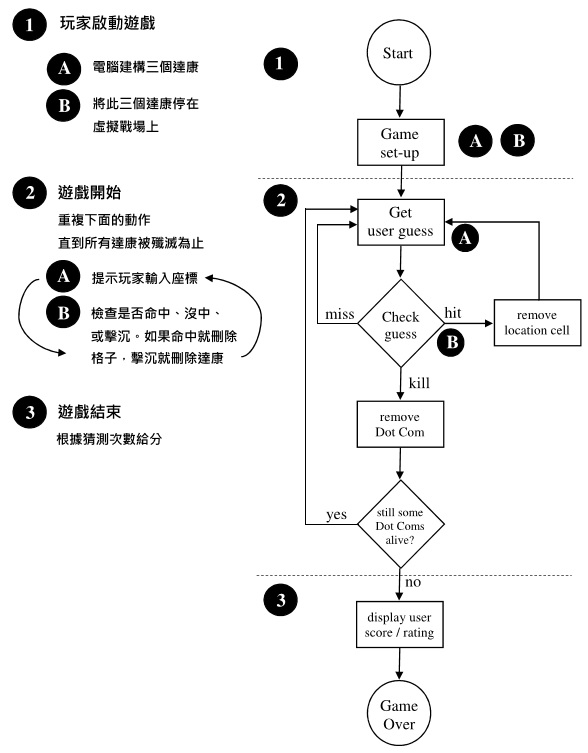 1 玩家啟動遊戲
A 電腦建構三個達康
B 將此三個達康停在
虛擬戰場上
2 遊戲開始
重複下面的動作
直到所有達康被殲滅為止
A 提示玩家輸入座標
B 檢查是否命中、沒中、
或擊沉。如果命中就刪除
格子，擊沉就刪除達康
3 遊戲結束
根據猜測次數給分
1
Start
Game
set-up
A B
2
Get
user guess
A
miss
Check
guess
hit
B
remove
location cell
kill
remove
Dot Com
yes
still some
Dot Coms
alive?
no
3
display user
score / rating
Game
Over